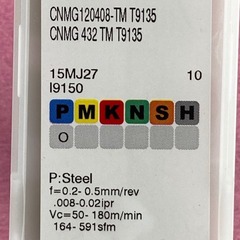 CNMG120408-TM T9135
CNMG 432 TM T9135
15MJ27 10
I9150
P M K N S H
O
P:Steel
f=0.2- 0.5mm/rev
.008-0.02ipr
Vc=50- 180m/min
164- 591sfm